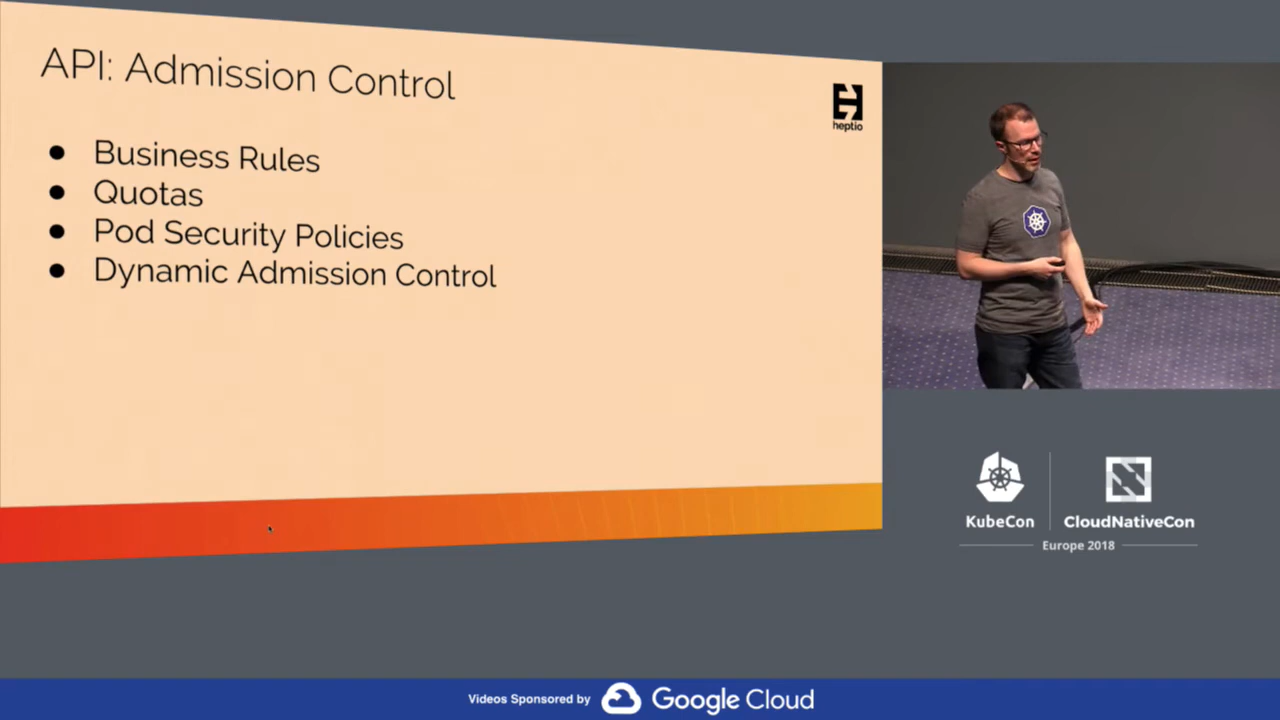 API: Admission Control
heptio
Business Rules
Quotas
Pod Security Policies
Dynamic Admission Control
KubeCon
CloudNativeCon
Europe 2018
Videos Sponsored by Google Cloud